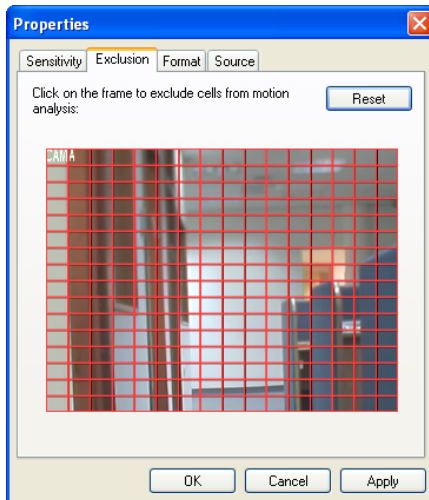 Properties
Sensitivity Exclusion Format Source
Click on the frame to exclude cells from motion
analysis:
Reset
CAM A
OK Cancel Apply